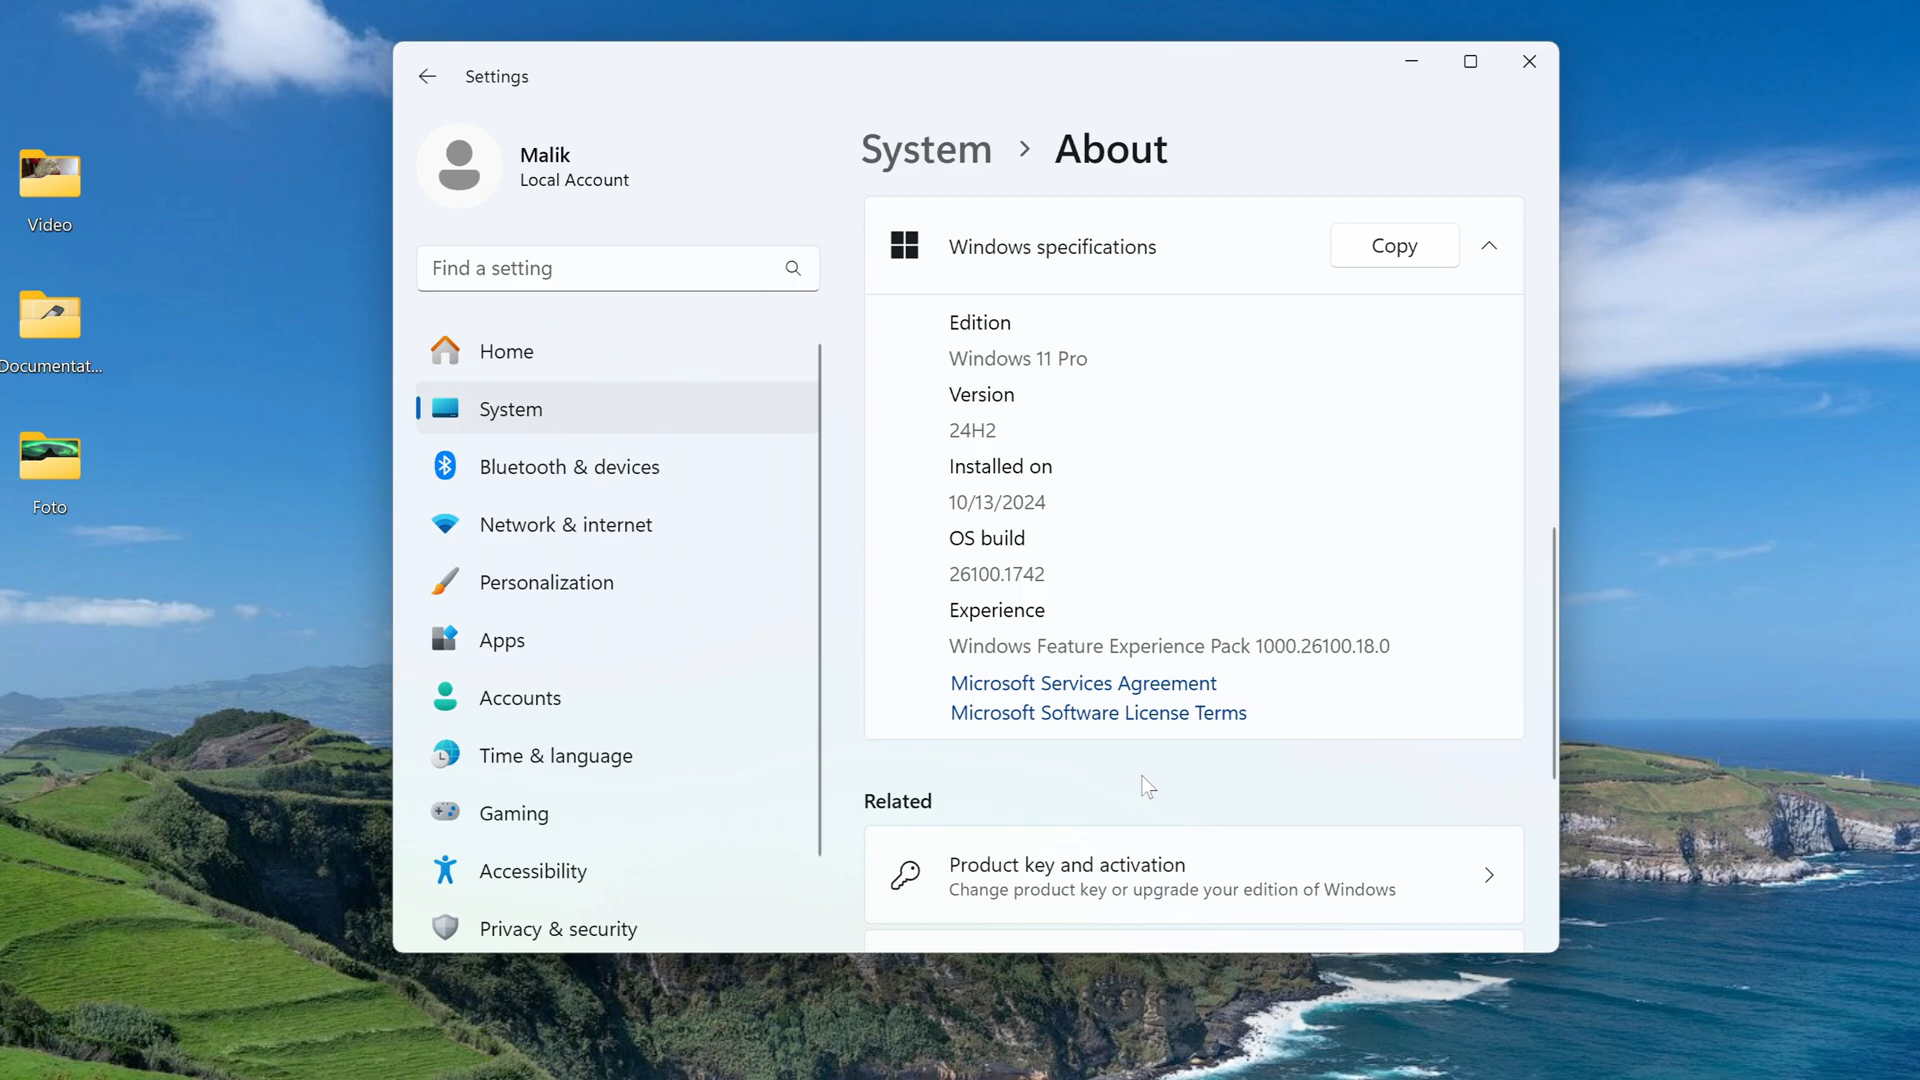 Video
Documentat...
Foto
Settings
Malik
Local Account
Find a setting
Home
System
Bluetooth & devices
Network & internet
Personalization
Apps
Accounts
Time & language
Gaming
Accessibility
Privacy & security
System > About
Windows specifications
Copy
Edition
Windows 11 Pro
Version
24H2
Installed on
10/13/2024
OS build
26100.1742
Experience
Windows Feature Experience Pack 1000.26100.18.0
Microsoft Services Agreement
Microsoft Software License Terms
Related
Product key and activation
Change product key or upgrade your edition of Windows